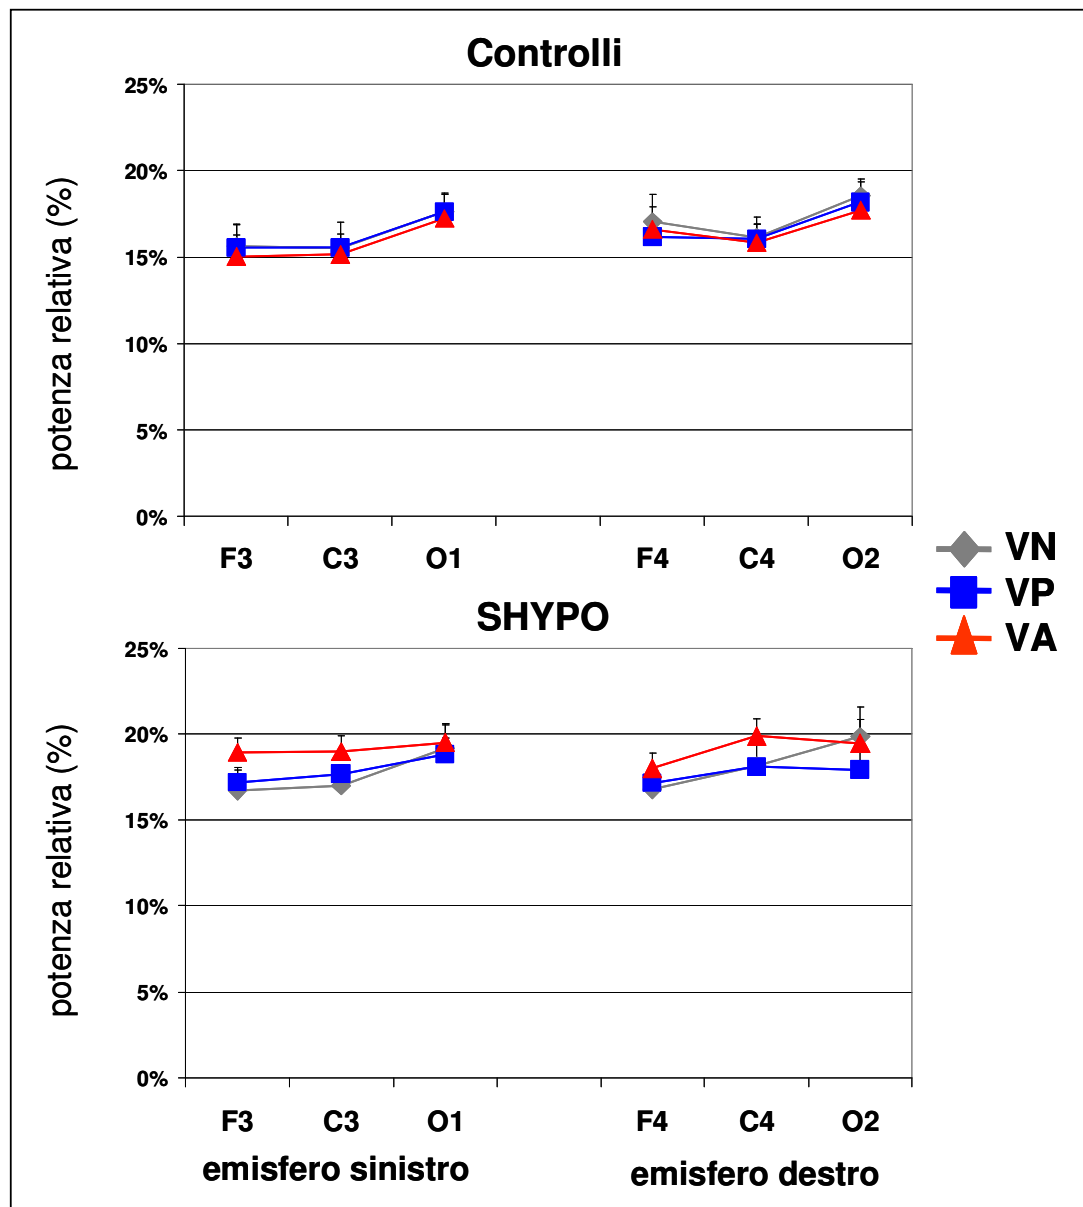 Controlli
potenza relativa (%)
25%
20%
15%
10%
5%
0%
F3 C3 O1 F4 C4 O2
VN
VP
VA
SHYPO
potenza relativa (%)
25%
20%
15%
10%
5%
0%
F3 C3 O1 F4 C4 O2
emisfero sinistro emisfero destro